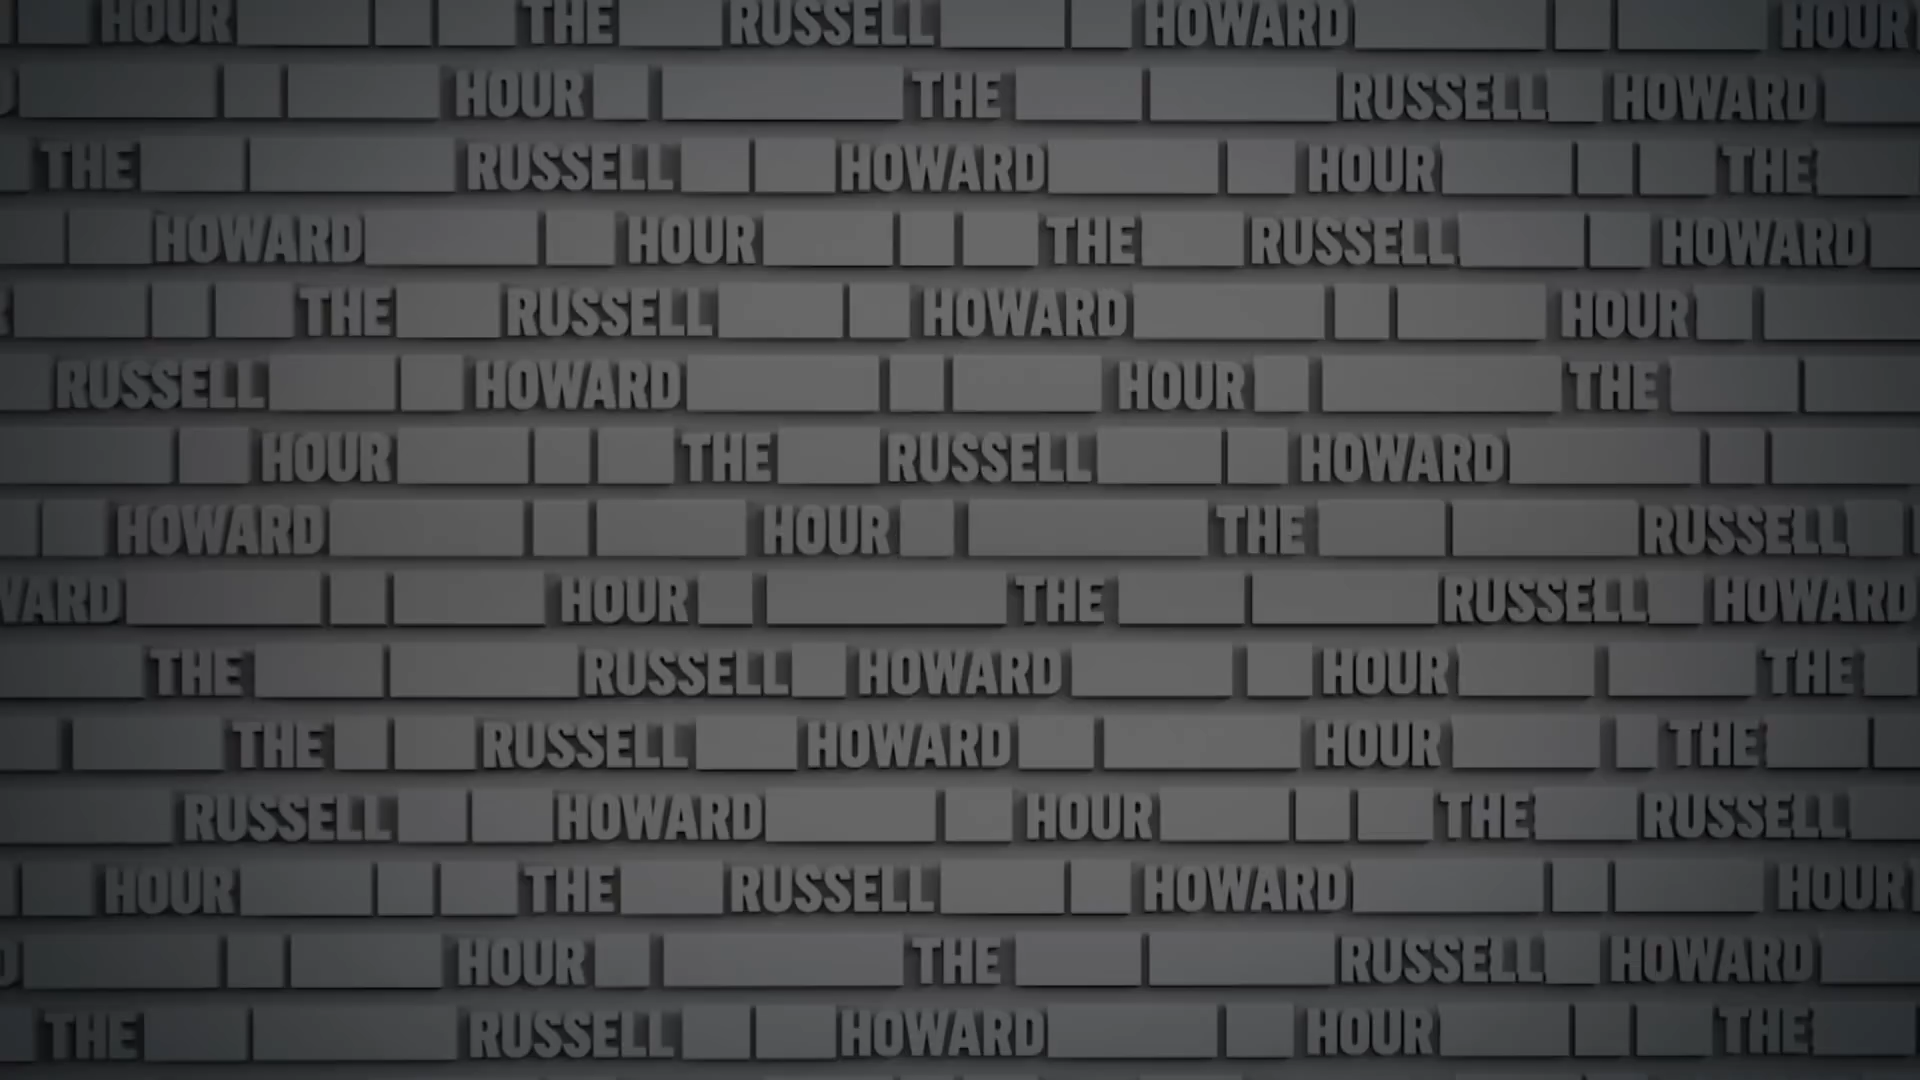 HOUR THE RUSSELL HOWARD HOUR
HOUR THE RUSSELL HOWARD
THE RUSSELL HOWARD HOUR THE
HOWARD HOUR THE RUSSELL HOWARD
THE RUSSELL HOWARD HOUR
RUSSELL HOWARD HOUR THE
HOUR THE RUSSELL HOWARD
HOWARD HOUR THE RUSSELL
WARD HOUR THE RUSSELL HOWARD
THE RUSSELL HOWARD HOUR THE
THE RUSSELL HOWARD HOUR THE
RUSSELL HOWARD HOUR THE RUSSELL
HOUR THE RUSSELL HOWARD HOUR
HOUR THE RUSSELL HOWARD
THE RUSSELL HOWARD HOUR THE